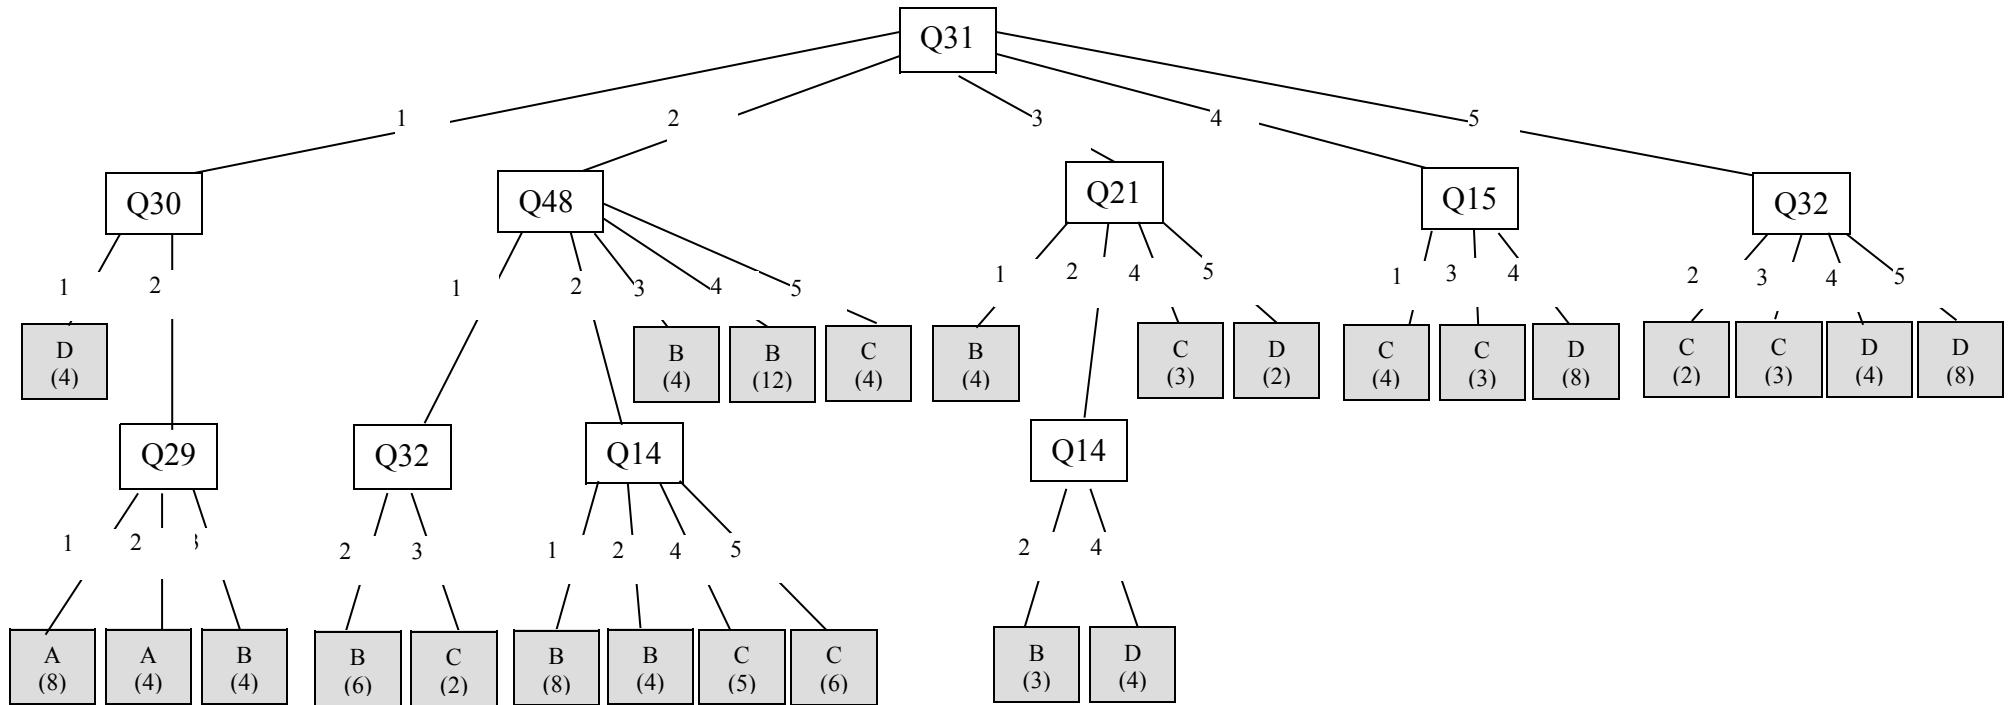 Q31
1 2 3 4 5
Q30 Q48 Q21 Q15 Q32
1 2 1 2 3 4 5 1 2 4 5 1 3 4 2 3 4 5
D B B C B C D C C D C C D D
(4) (4) (12) (4) (4) (3) (2) (4) (3) (8) (2) (3) (4) (8)
Q29 Q32 Q14 Q14
1 2 3 2 3 1 2 4 5 2 4
A A B B C B B C C B D
(8) (4) (4) (6) (2) (8) (4) (5) (6) (3) (4)